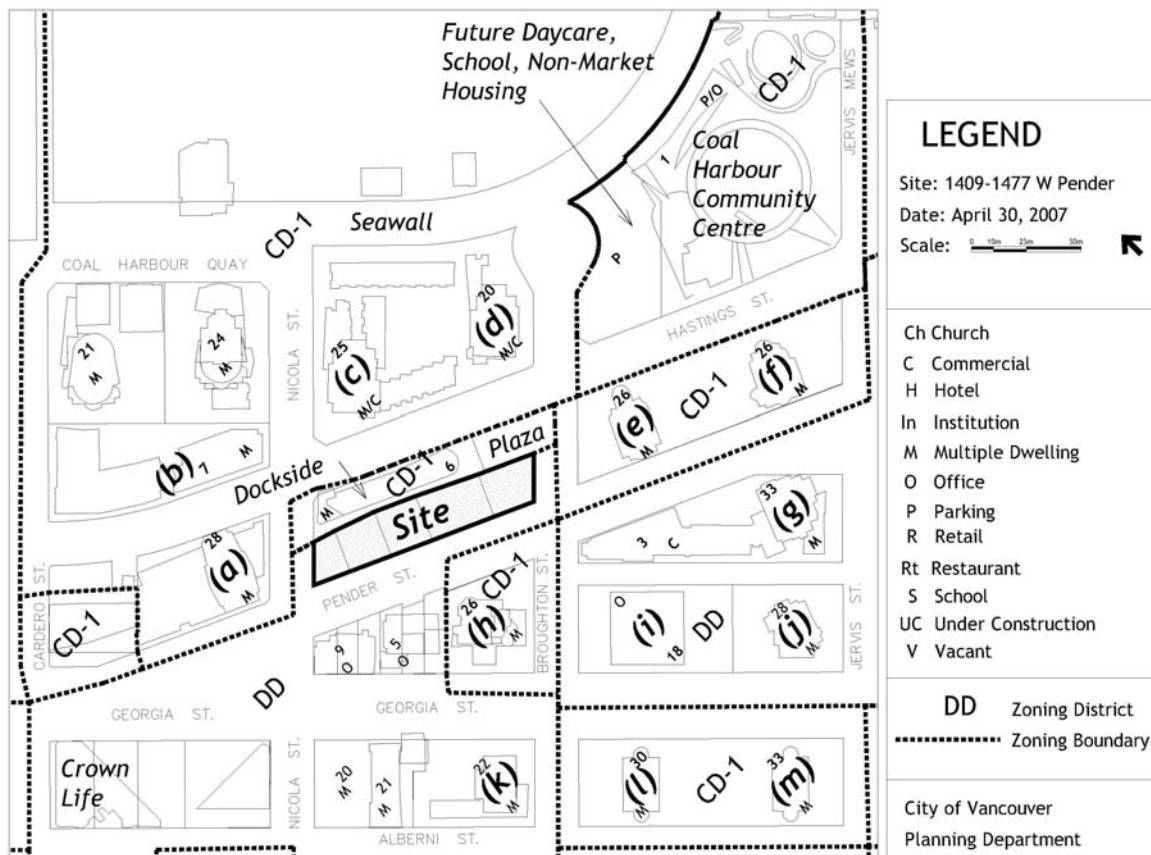 Future Daycare,
School, Non-Market
Housing
CD-1
P/O
JERVIS MEWS
1
Coal
Harbour
Community
Centre
P
Seawall
CD-1
COAL HARBOUR QUAY
NICOLA ST.
HASTINGS ST.
21
M
24
M
25
(c)
M/C
20
(d)
M/C
26
(e)
M
CD-1
26
(f)
M
(b)
7
M
Dockside
CD-1
6
M
Plaza
Site
28
(a)
M
CARDERO ST.
CD-1
PENDER ST.
9
O
5
O
26
(h)
M
CD-1
BROUGHTON ST.
3 C
33
(g)
M
O
(i)
18
DD
28
(j)
M
JERVIS ST.
DD
GEORGIA ST.
GEORGIA ST.
Crown
Life
NICOLA ST.
20
M
21
M
22
(k)
M
30
(l)
M
CD-1
33
(m)
M
ALBERNI ST.
LEGEND
Site: 1409-1477 W Pender
Date: April 30, 2007
Scale: 0 10m 25m 50m
Ch Church
C Commercial
H Hotel
In Institution
M Multiple Dwelling
O Office
P Parking
R Retail
Rt Restaurant
S School
UC Under Construction
V Vacant
DD Zoning District
Zoning Boundary
City of Vancouver
Planning Department